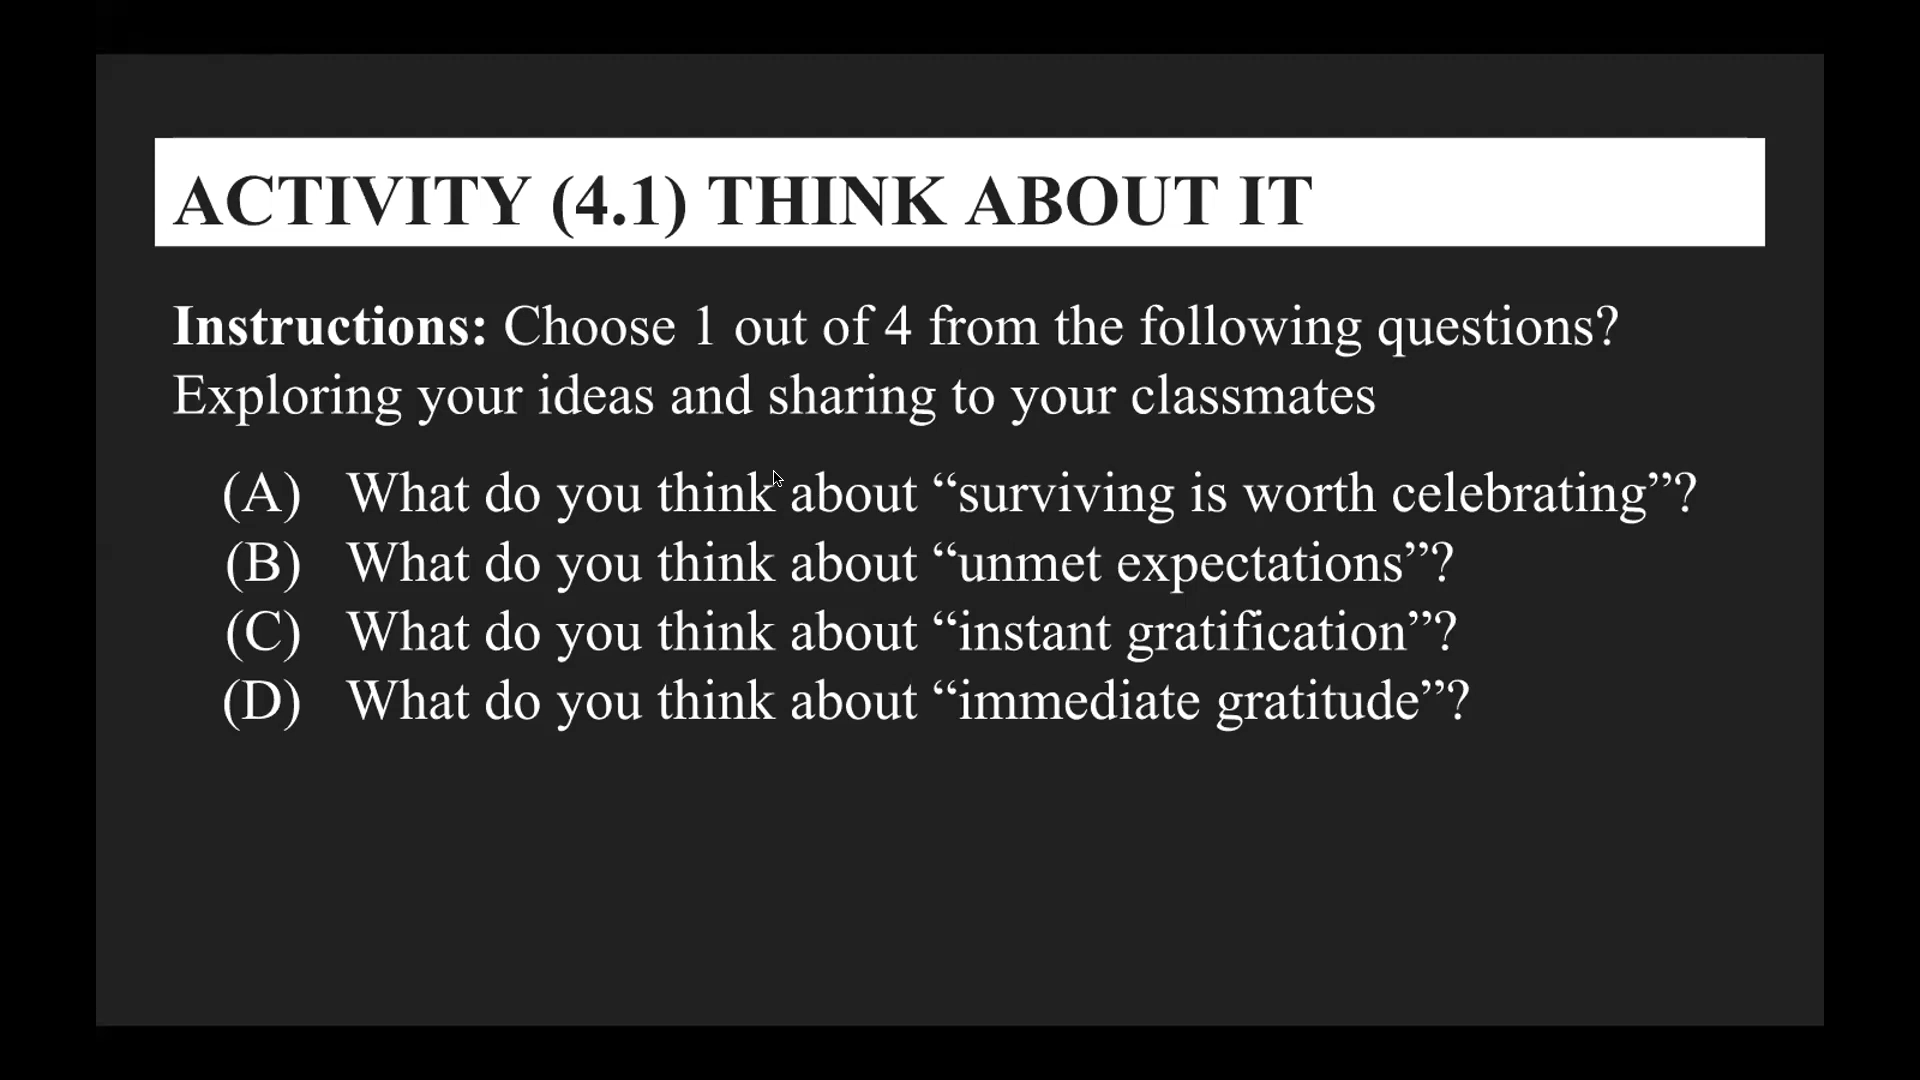 ACTIVITY (4.1) THINK ABOUT IT
Instructions: Choose 1 out of 4 from the following questions?
Exploring your ideas and sharing to your classmates
(A) What do you think about “surviving is worth celebrating”?
(B) What do you think about “unmet expectations”?
(C) What do you think about “instant gratification”?
(D) What do you think about “immediate gratitude”?